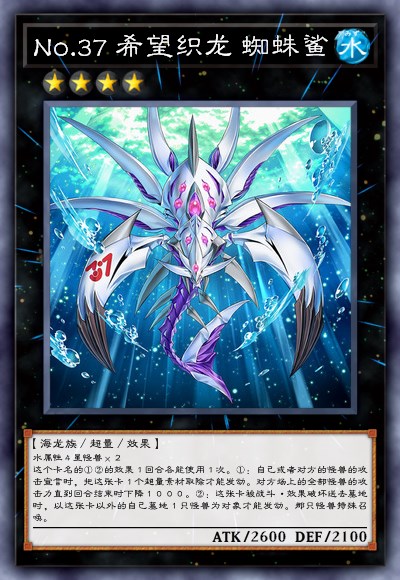 No.37 希望织龙 蜘蛛鲨 水
37
【海龙族／超量／效果】
水属性4星怪兽×2
这个卡名的①②的效果1回合各能使用1次。①：自己或者对方的怪兽的攻
击宣言时，把这张卡1个超量素材取除才能发动。对方场上的全部怪兽的攻
击力直到回合结束时下降1000。②：这张卡被战斗·效果破坏送去墓地
时，以这张卡以外的自己墓地1只怪兽为对象才能发动。那只怪兽特殊召
唤。
ATK/2600 DEF/2100